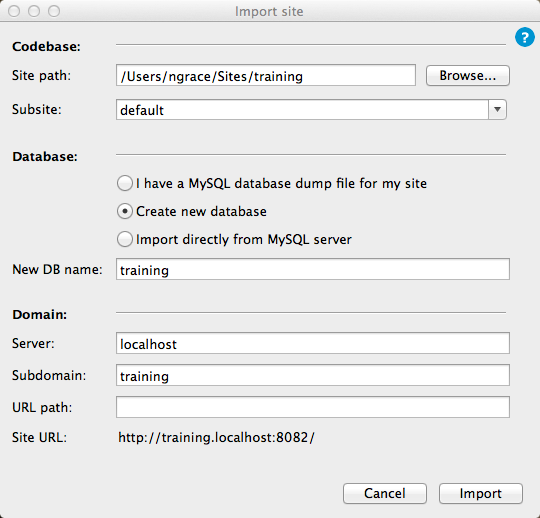 Import site
Codebase:
?
Site path: /Users/ngrace/Sites/training Browse...
Subsite: default
Database:
I have a MySQL database dump file for my site
Create new database
Import directly from MySQL server
New DB name: training
Domain:
Server: localhost
Subdomain: training
URL path:
Site URL: http://training.localhost:8082/
Cancel Import